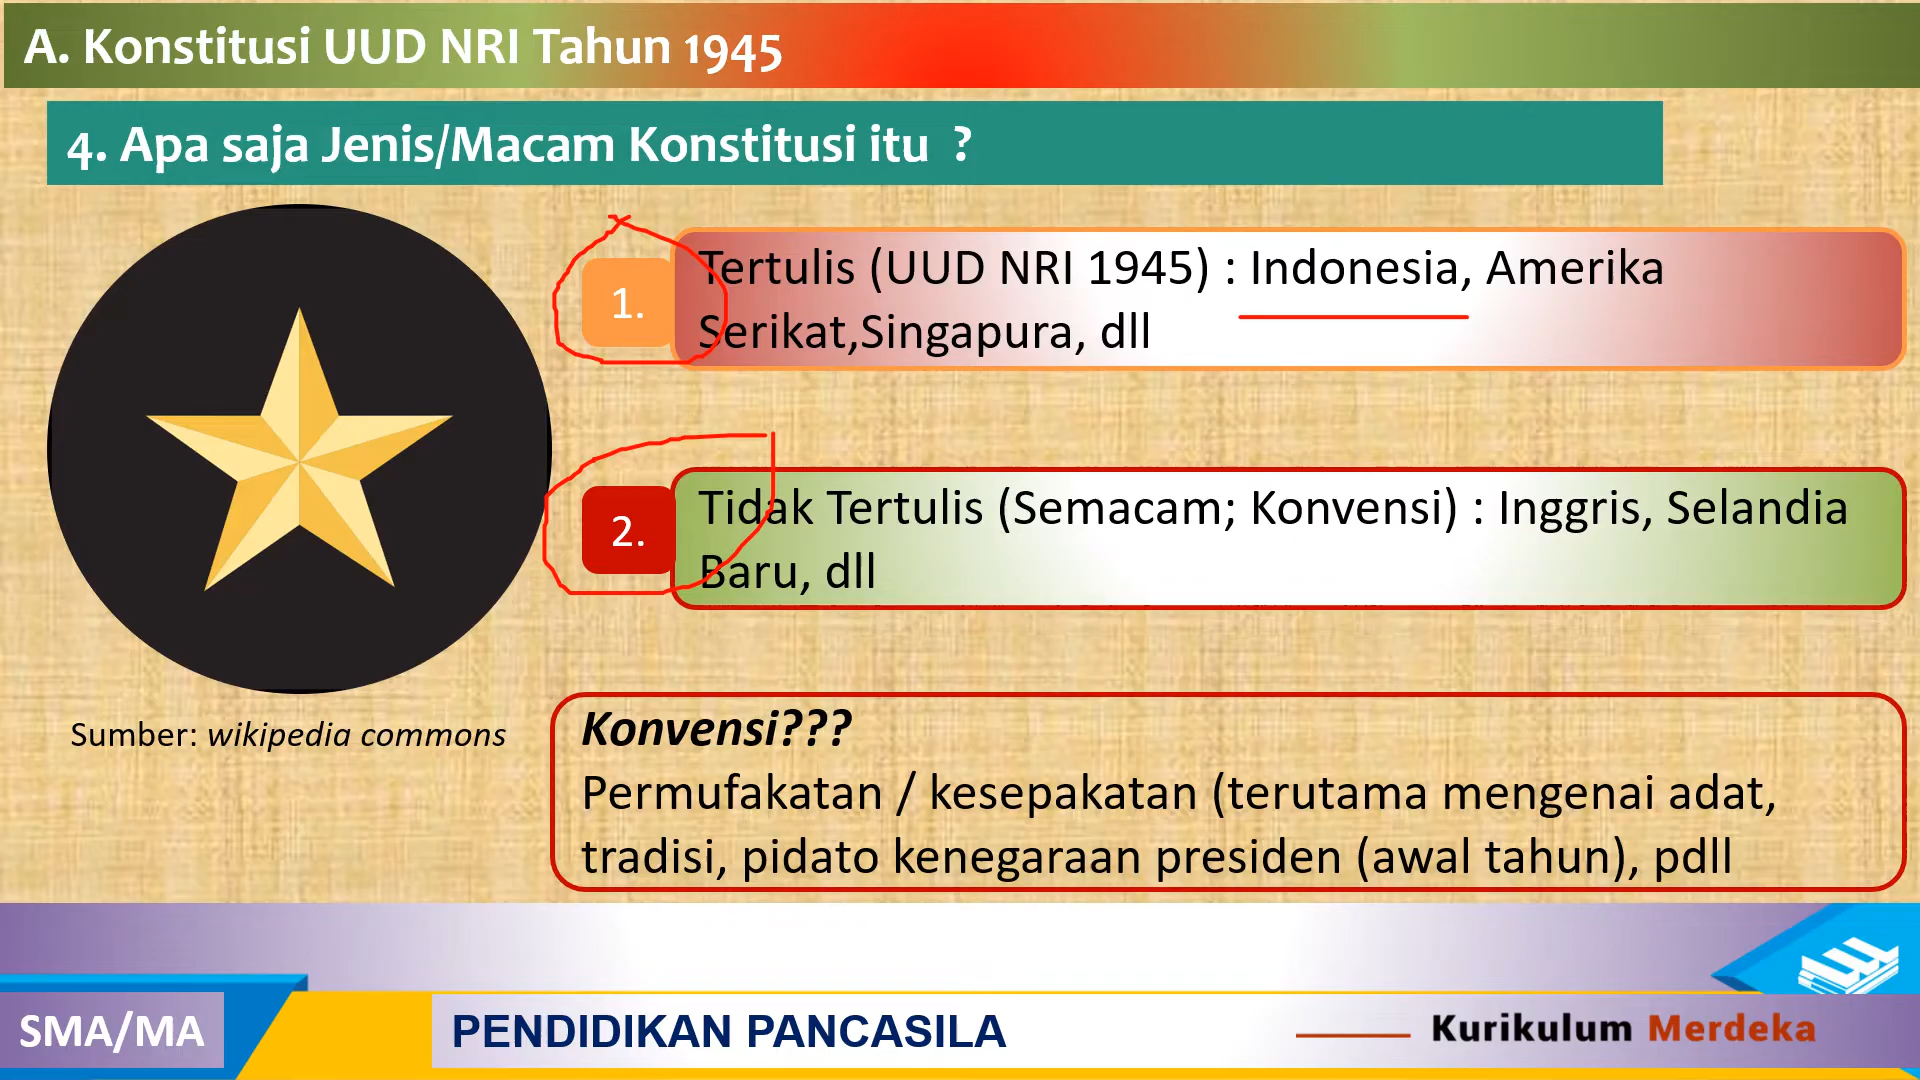 A. Konstitusi UUD NRI Tahun 1945
4. Apa saja Jenis/Macam Konstitusi itu ?
1.
Tertulis (UUD NRI 1945) : Indonesia, Amerika
Serikat,Singapura, dll
2.
Tidak Tertulis (Semacam; Konvensi) : Inggris, Selandia
Baru, dll
Sumber: wikipedia commons
Konvensi???
Permufakatan / kesepakatan (terutama mengenai adat,
tradisi, pidato kenegaraan presiden (awal tahun), pdll
SMA/MA
PENDIDIKAN PANCASILA
Kurikulum Merdeka